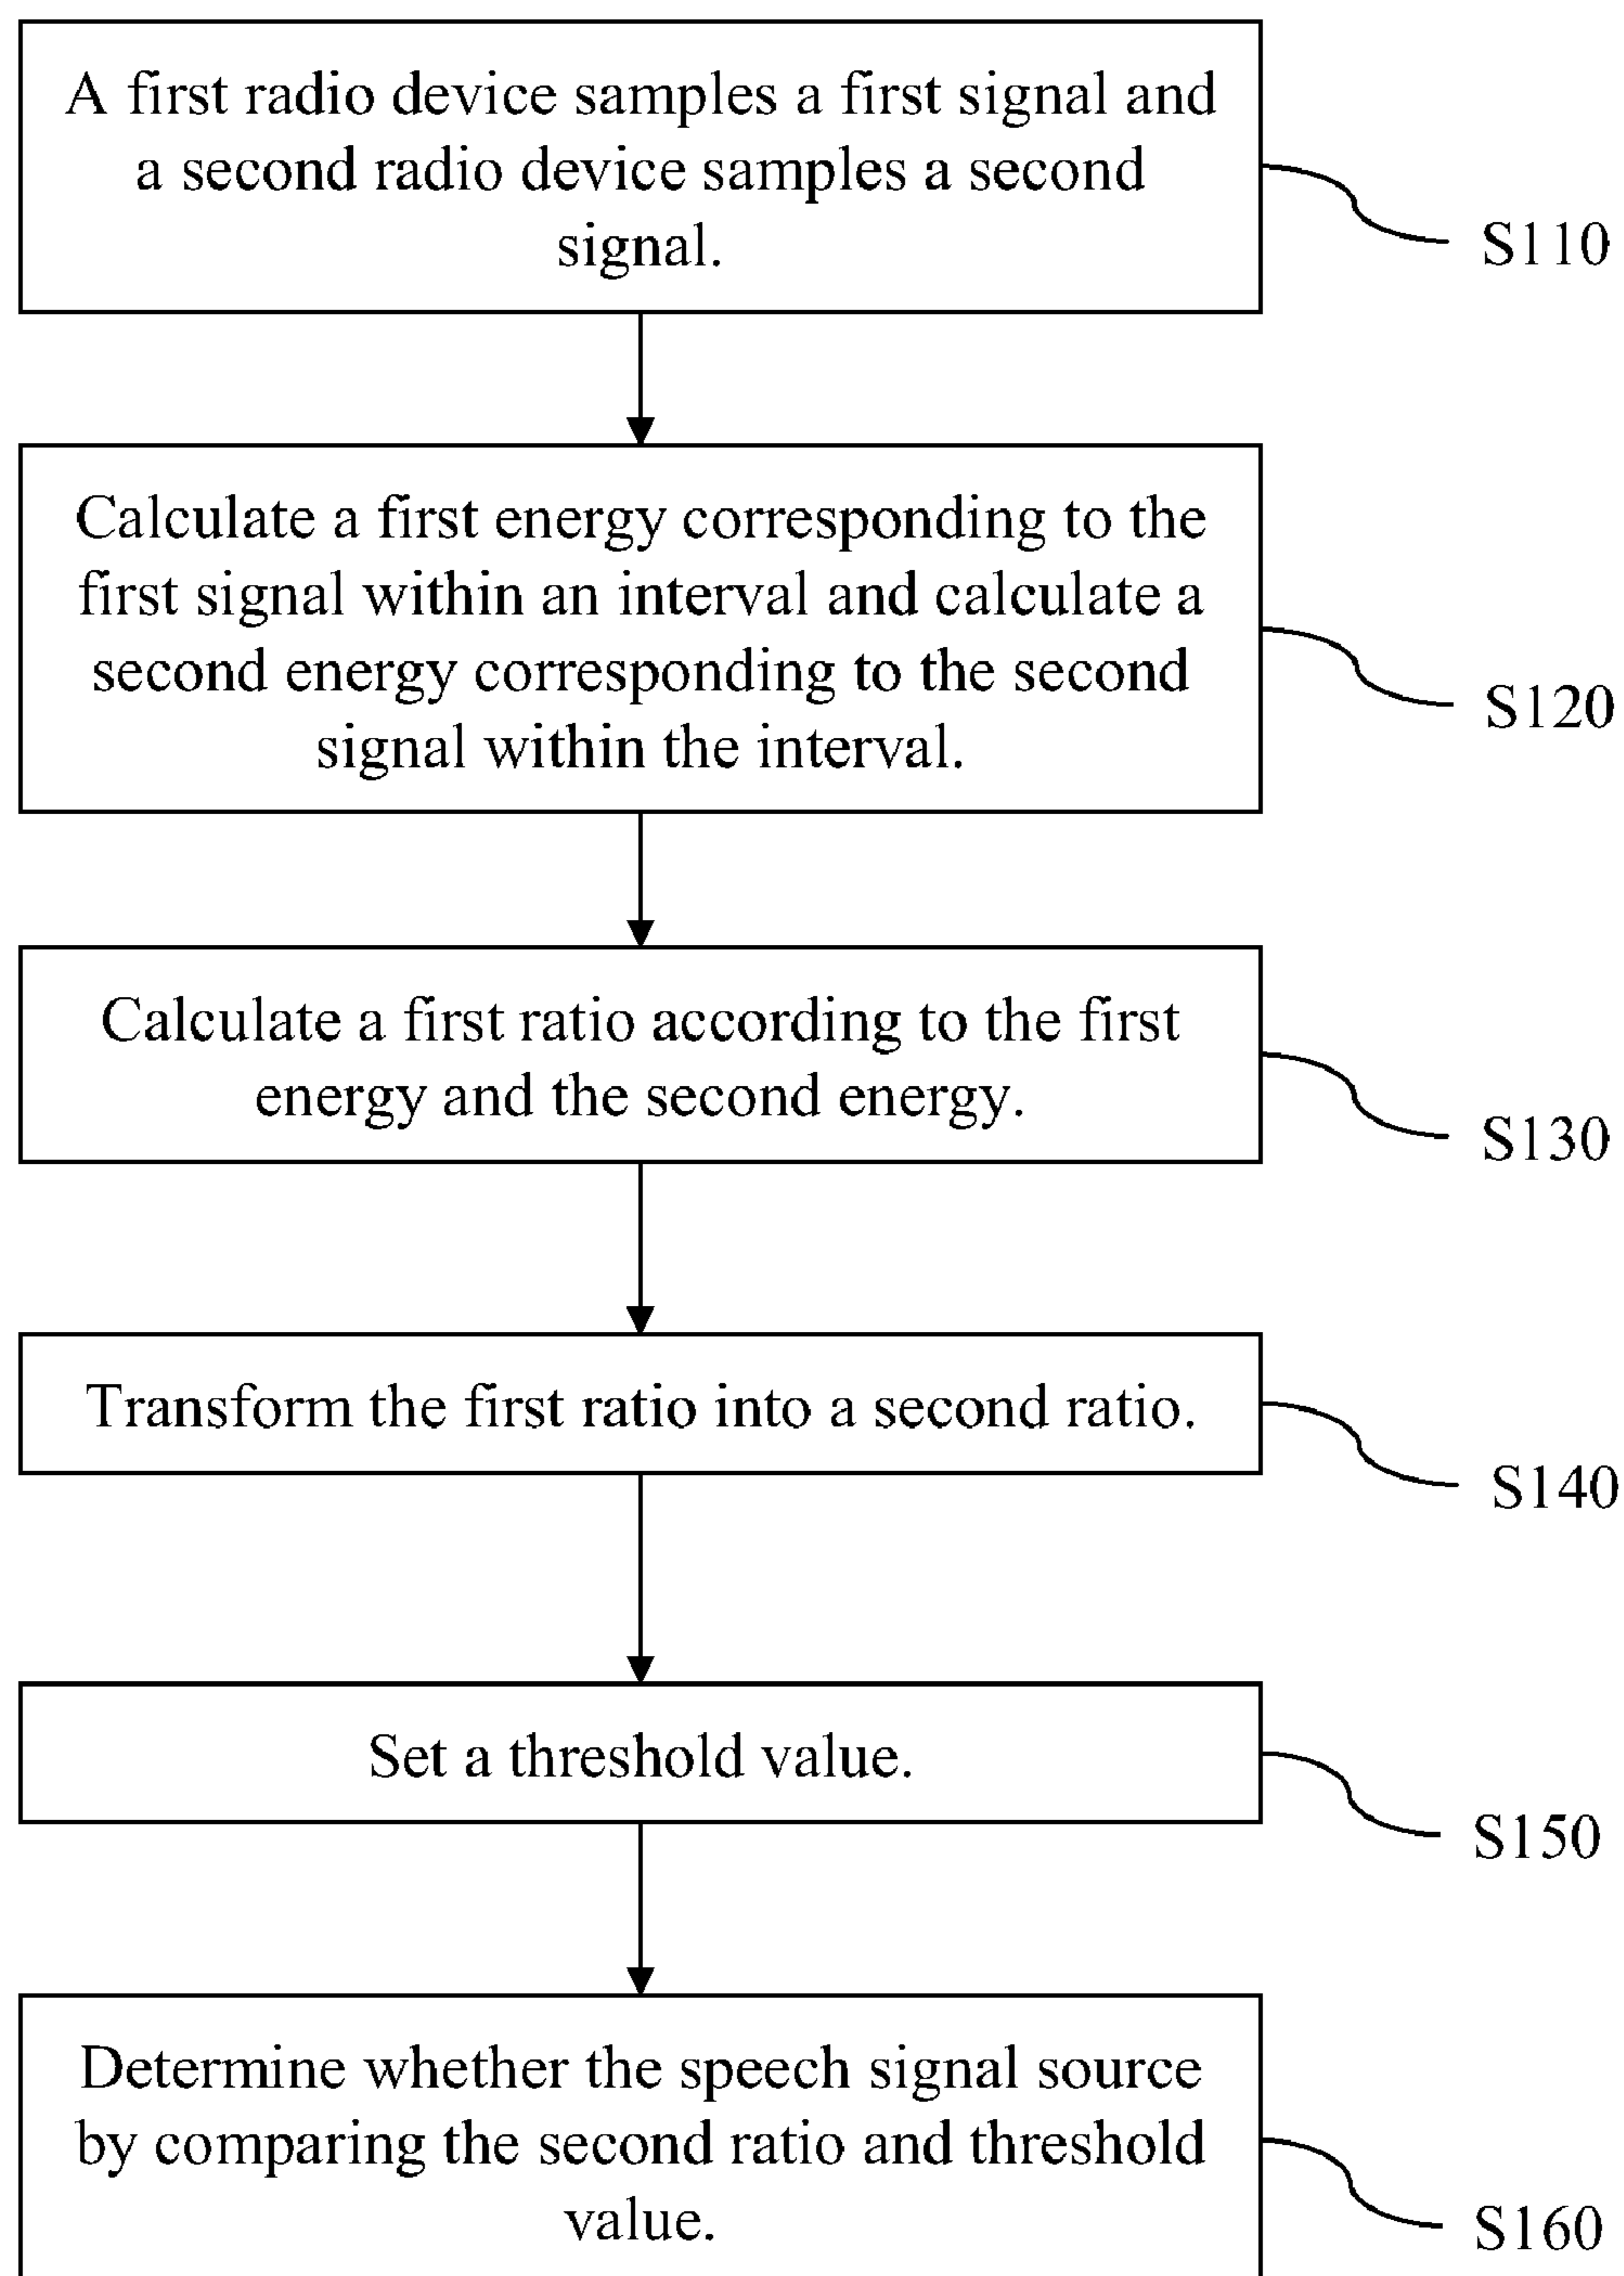 A first radio device samples a first signal and
a second radio device samples a second
signal.
S110
Calculate a first energy corresponding to the
first signal within an interval and calculate a
second energy corresponding to the second
signal within the interval.
S120
Calculate a first ratio according to the first
energy and the second energy.
S130
Transform the first ratio into a second ratio.
S140
Set a threshold value.
S150
Determine whether the speech signal source
by comparing the second ratio and threshold
value.
S160